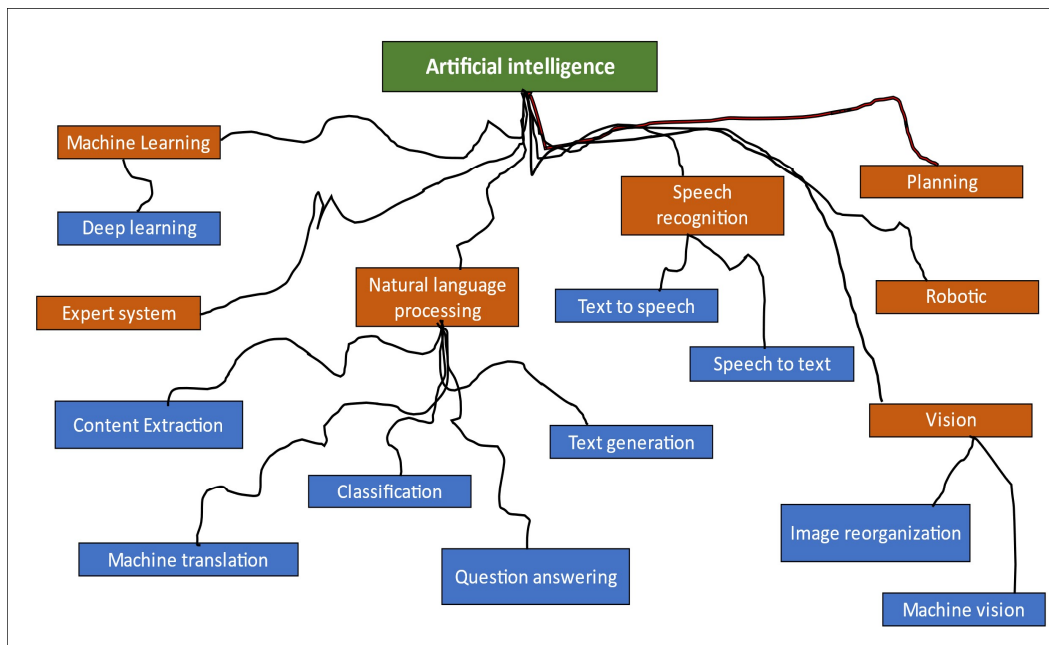 Artificial intelligence
Machine Learning
Planning
Speech
recognition
Deep learning
Natural language
processing
Robotic
Expert system
Text to speech
Speech to text
Content Extraction
Vision
Text generation
Classification
Image reorganization
Machine translation
Question answering
Machine vision